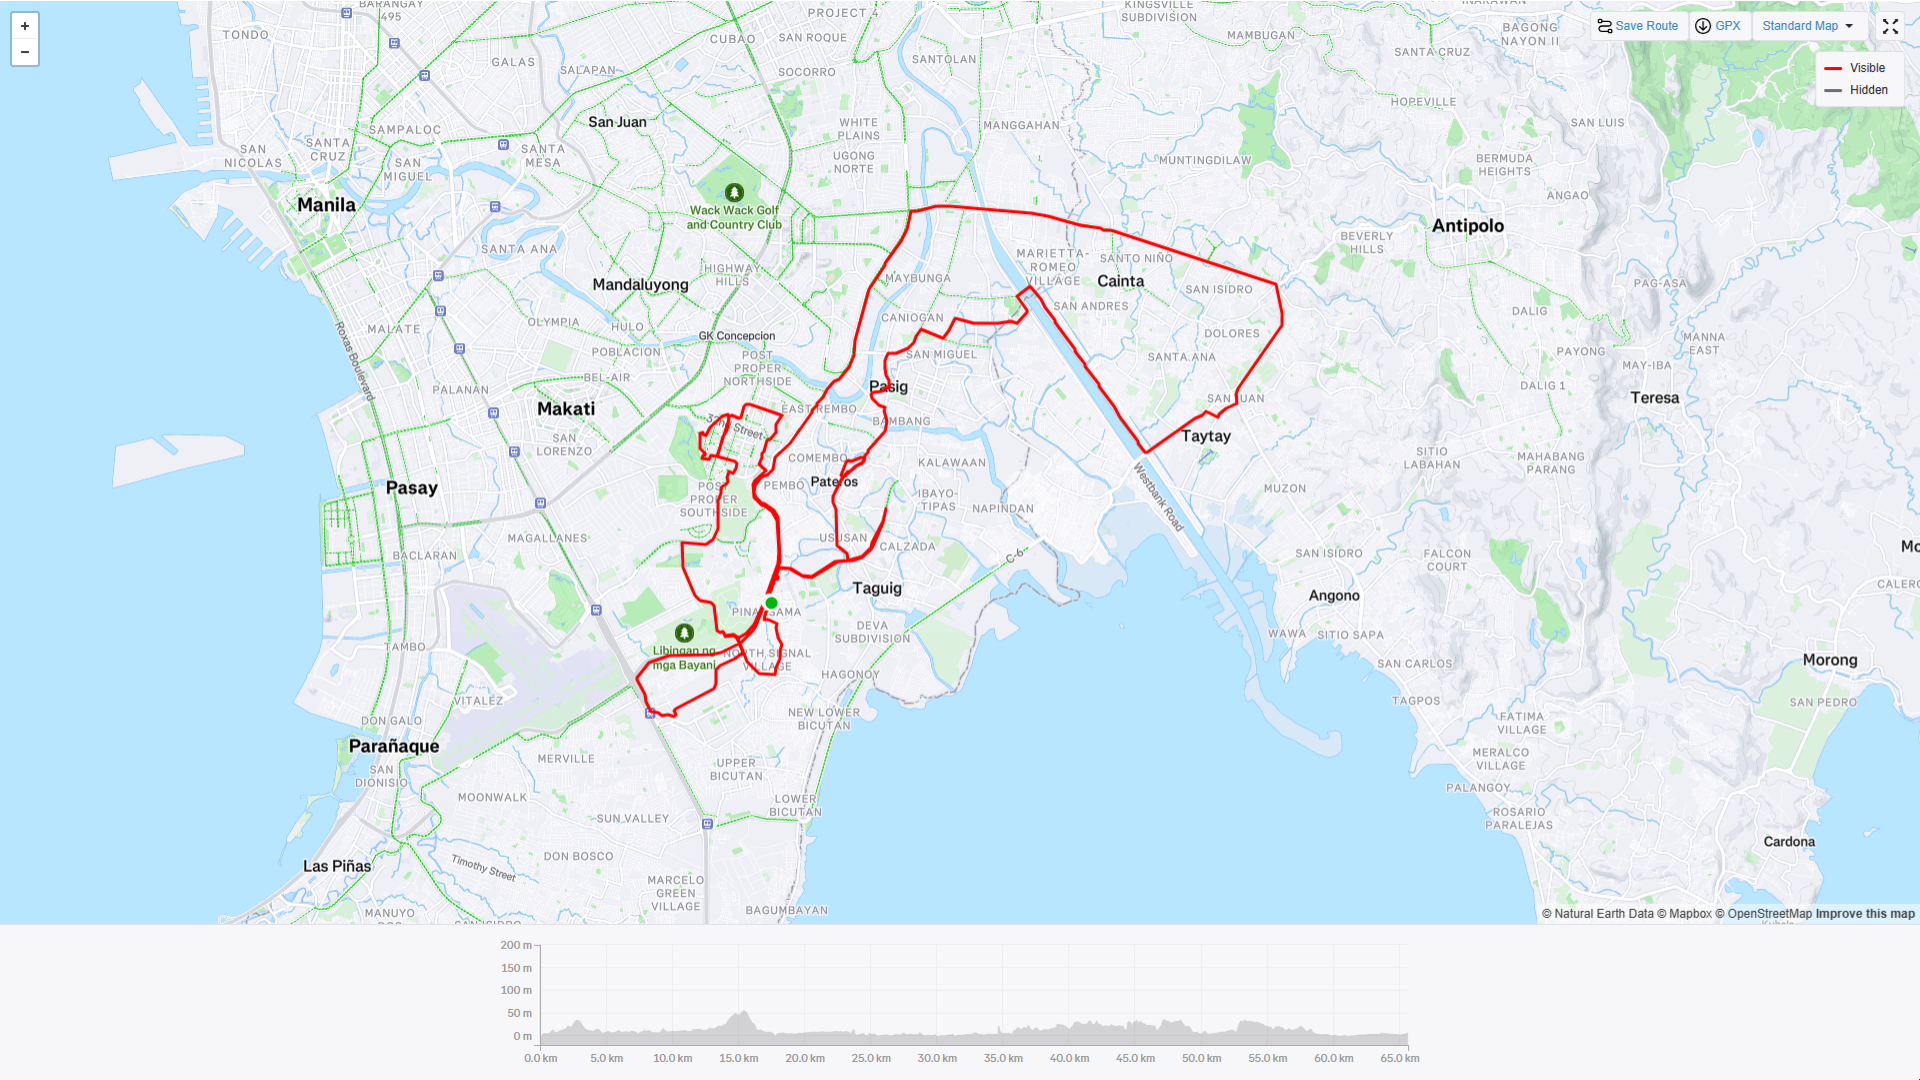 +
−
Save Route
GPX
Standard Map
Visible
Hidden
BARANGAY
495
TONDO
GALAS
SALAPAN
CUBAO
PROJECT 4
SAN ROQUE
SOCORRO
SANTOLAN
KINGSVILLE
SUBDIVISION
MAMBUGAN
SANTA CRUZ
BAGONG
NAYON II
HOPEVILLE
SAN LUIS
San Juan
SAMPALOC
SANTA
CRUZ
SAN
NICOLAS
SAN
MIGUEL
SANTA
MESA
WHITE
PLAINS
UGONG
NORTE
MANGGAHAN
MUNTINGDILAW
BERMUDA
HEIGHTS
ANGAO
Manila
Wack Wack Golf
and Country Club
Antipolo
SANTA ANA
BEVERLY
HILLS
MARIETTA-
ROMEO
VILLAGE
SANTO NIÑO
HIGHWAY
HILLS
MAYBUNGA
Mandaluyong
Cainta
SAN ISIDRO
PAG-ASA
SAN ANDRES
DALIG
Roxas Boulevard
MALATE
OLYMPIA
HULO
GK Concepcion
CANIOGAN
DOLORES
MANNA
EAST
POBLACION
POST
PROPER
NORTHSIDE
SAN MIGUEL
SANTA ANA
PAYONG
MAY-IBA
PALANAN
BEL-AIR
Pasig
DALIG 1
Teresa
Makati
EAST REMBO
SAN JUAN
32nd Street
BAMBANG
SAN
LORENZO
Taytay
COMEMBO
KALAWAAN
SITIO
LABAHAN
MAHABANG
PARANG
Pasay
POST
PROPER
SOUTHSIDE
PEMBO
Pateros
IBAYO-
TIPAS
NAPINDAN
Westbank Road
MUZON
MAGALLANES
USUSAN
CALZADA
BACLARAN
C-6
SAN ISIDRO
FALCON
COURT
Taguig
Angono
PINAGSAMA
DEVA
SUBDIVISION
WAWA
SITIO SAPA
TAMBO
Libingan ng
mga Bayani
NORTH SIGNAL
VILLAGE
SAN CARLOS
Morong
HAGONOY
VITALEZ
TAGPOS
SAN PEDRO
DON GALO
NEW LOWER
BICUTAN
FATIMA
VILLAGE
Parañaque
MERVILLE
MERALCO
VILLAGE
SAN
DIONISIO
UPPER
BICUTAN
PALANGOY
MOONWALK
LOWER
BICUTAN
SUN VALLEY
ROSARIO
PARALEJAS
Cardona
Las Piñas
Timothy Street
DON BOSCO
MARCELO
GREEN
VILLAGE
MANUYO
BAGUMBAYAN
© Natural Earth Data © Mapbox © OpenStreetMap Improve this map
200 m
150 m
100 m
50 m
0 m
0.0 km 5.0 km 10.0 km 15.0 km 20.0 km 25.0 km 30.0 km 35.0 km 40.0 km 45.0 km 50.0 km 55.0 km 60.0 km 65.0 km